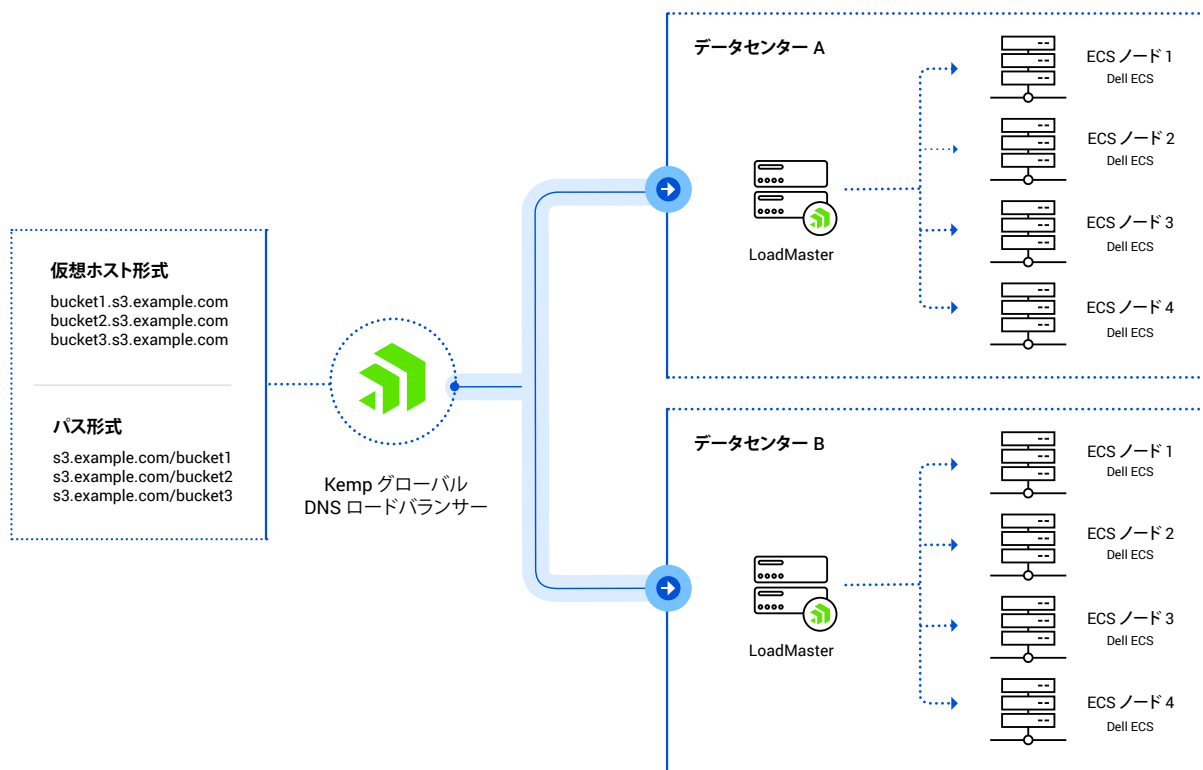 仮想ホスト形式
bucket1.s3.example.com
bucket2.s3.example.com
bucket3.s3.example.com
パス形式
s3.example.com/bucket1
s3.example.com/bucket2
s3.example.com/bucket3
Kemp グローバル
DNS ロードバランサー
データセンター A
LoadMaster
ECS ノード 1
Dell ECS
ECS ノード 2
Dell ECS
ECS ノード 3
Dell ECS
ECS ノード 4
Dell ECS
データセンター B
LoadMaster
ECS ノード 1
Dell ECS
ECS ノード 2
Dell ECS
ECS ノード 3
Dell ECS
ECS ノード 4
Dell ECS